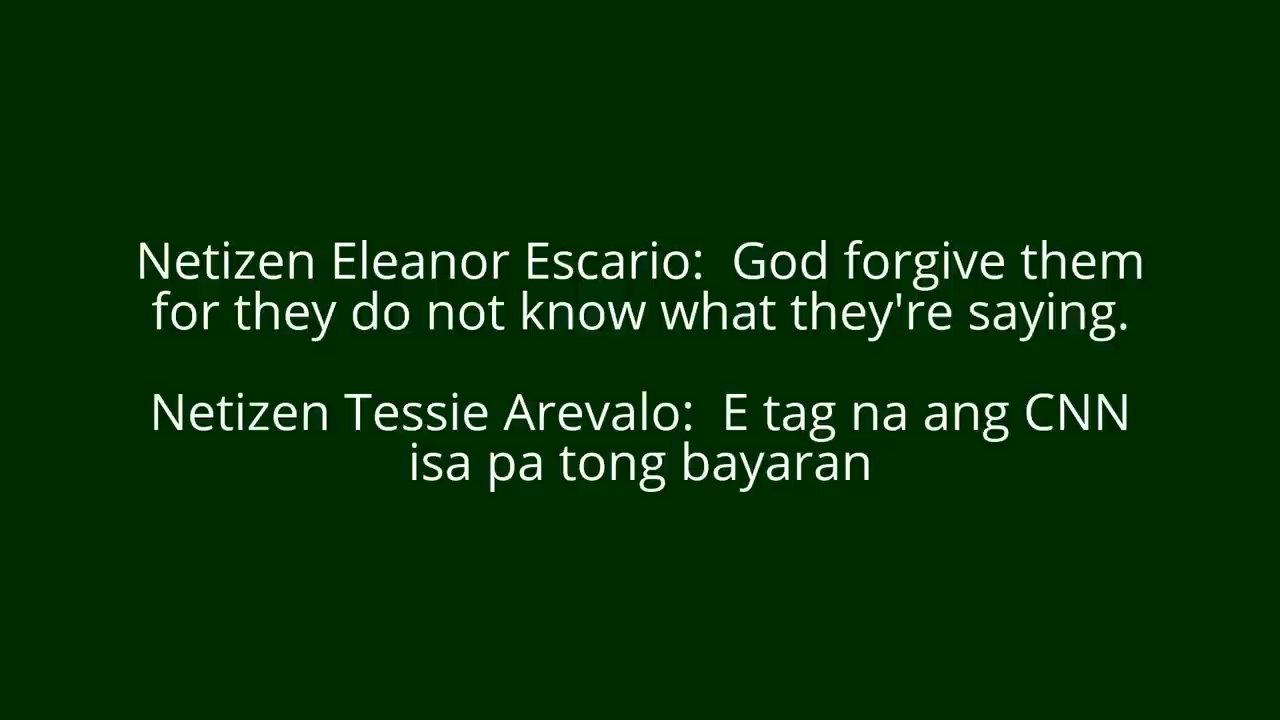 Netizen Eleanor Escario:  God forgive them
for they do not know what they're saying.
Netizen Tessie Arevalo:  E tag na ang CNN
isa pa tong bayaran